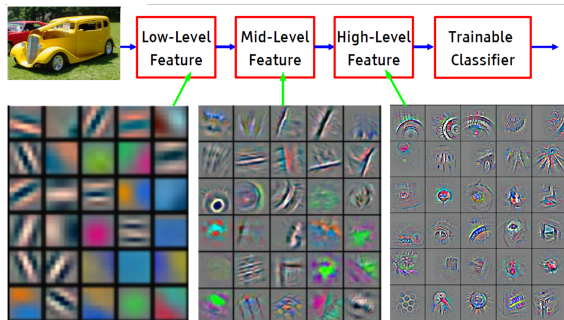 Low-Level
Feature
Mid-Level
Feature
High-Level
Feature
Trainable
Classifier